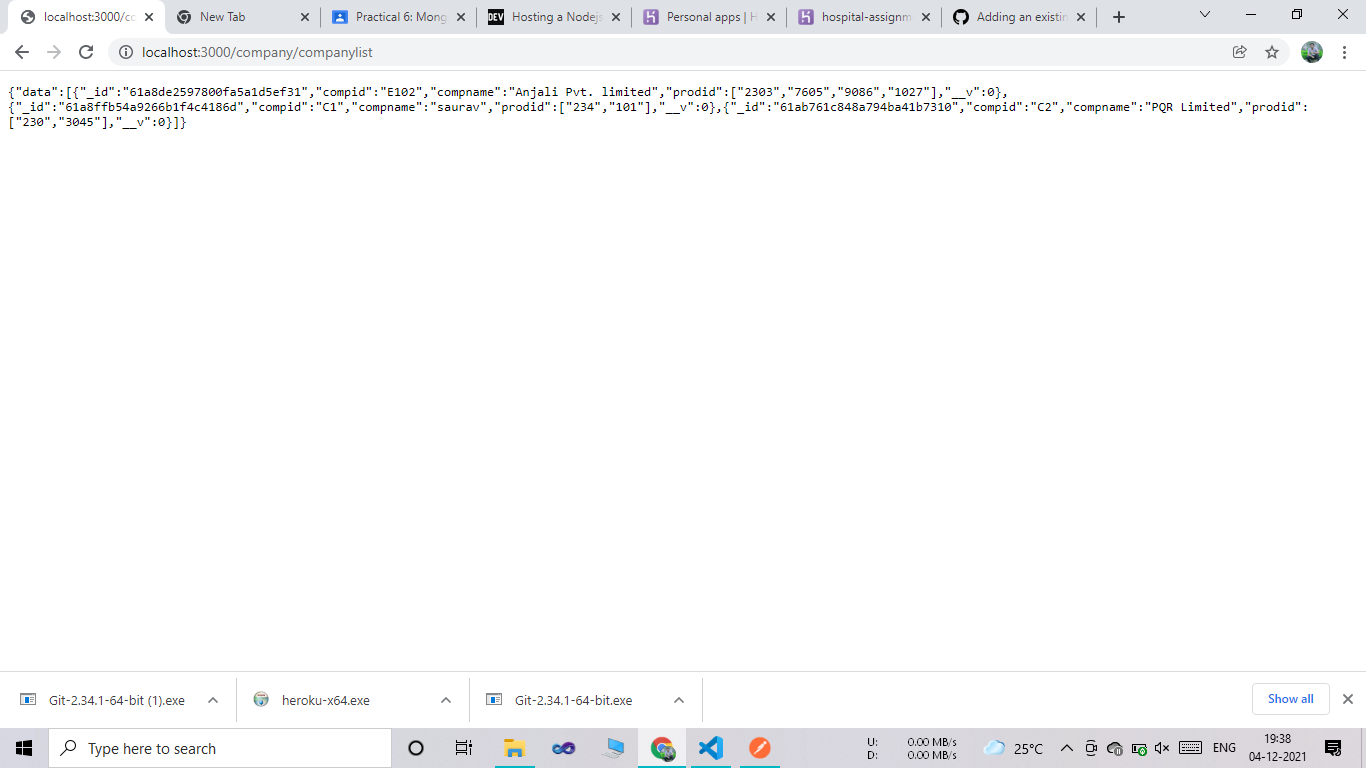 localhost:3000/co
New Tab
Practical 6: Mong
DEV
Hosting a Nodejs
Personal apps | H
hospital-assignm
Adding an existin
localhost:3000/company/companylist
{"data":[{"_id":"61a8de2597800fa5a1d5ef31","compid":"E102","compname":"Anjali Pvt. limited","prodid":["2303","7605","9086","1027"],"__v":0},
{"_id":"61a8ffb54a9266b1f4c4186d","compid":"C1","compname":"saurav","prodid":["234","101"],"__v":0},{"_id":"61ab761c848a794ba41b7310","compid":"C2","compname":"PQR Limited","prodid":
["230","3045"],"__v":0}]}
Git-2.34.1-64-bit (1).exe
heroku-x64.exe
Git-2.34.1-64-bit.exe
Show all
Type here to search
U: 0.00 MB/s
D: 0.00 MB/s
25°C
ENG
19:38
04-12-2021